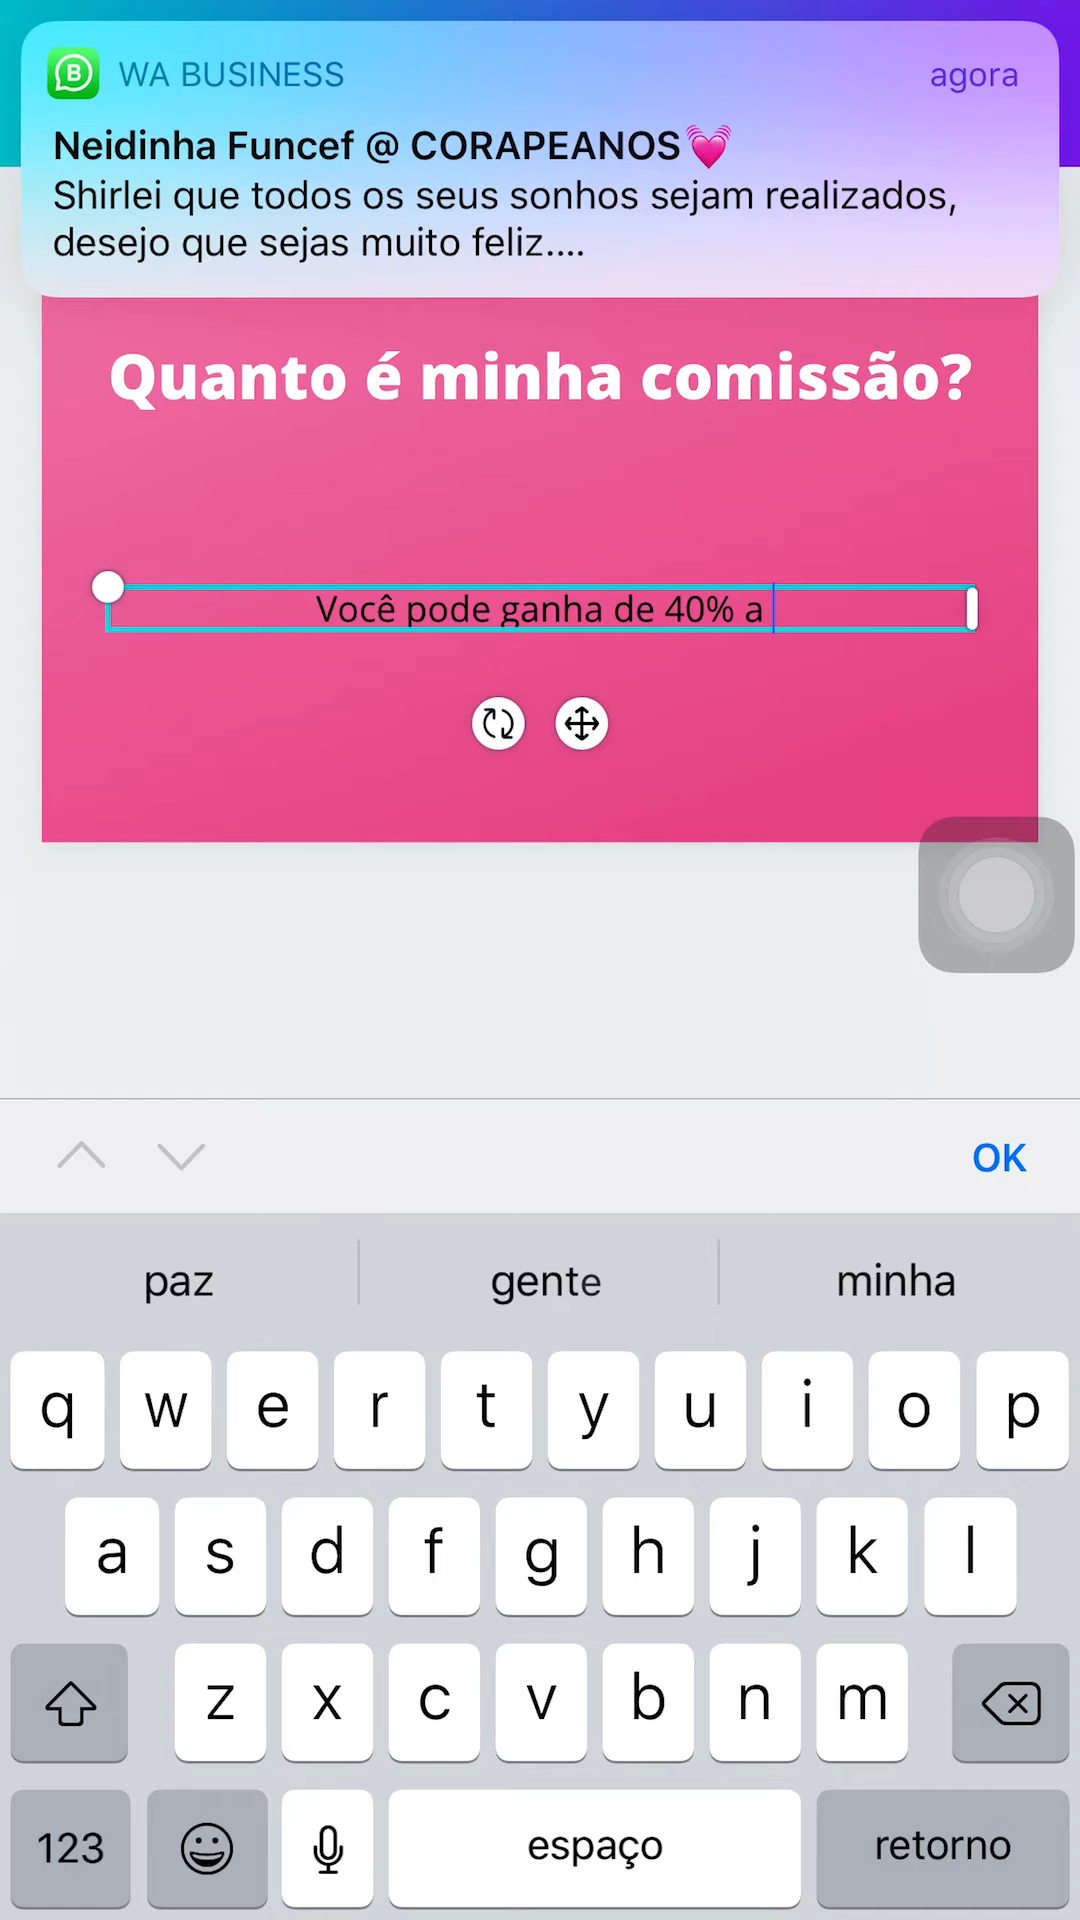 WA BUSINESS agora
Neidinha Funcef @ CORAPEANOS💓
Shirlei que todos os seus sonhos sejam realizados,
desejo que sejas muito feliz....
Quanto é minha comissão?
Você pode ganha de 40% a
OK
paz gente minha
q w e r t y u i o p
a s d f g h j k l
z x c v b n m
123 espaço retorno